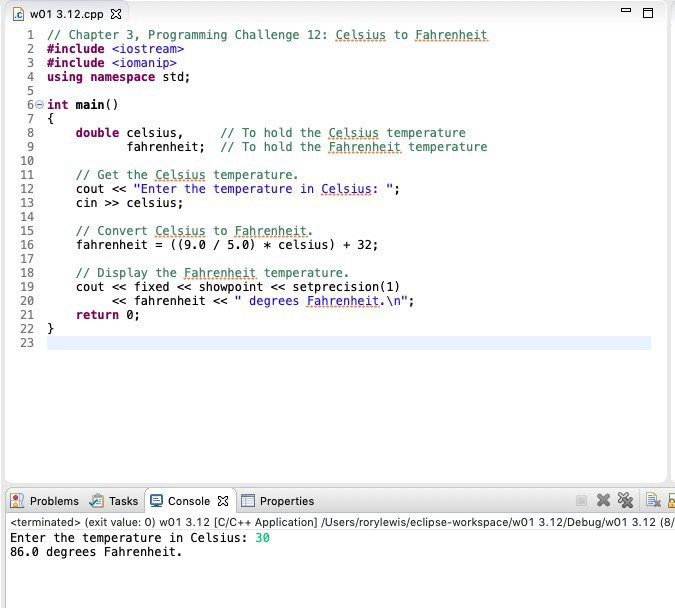 w01 3.12.cpp
1 // Chapter 3, Programming Challenge 12: Celsius to Fahrenheit
2 #include <iostream>
3 #include <iomanip>
4 using namespace std;
5
6 int main()
7 {
8     double celsius,     // To hold the Celsius temperature
9            fahrenheit;  // To hold the Fahrenheit temperature
10
11     // Get the Celsius temperature.
12     cout << "Enter the temperature in Celsius: ";
13     cin >> celsius;
14
15     // Convert Celsius to Fahrenheit.
16     fahrenheit = ((9.0 / 5.0) * celsius) + 32;
17
18     // Display the Fahrenheit temperature.
19     cout << fixed << showpoint << setprecision(1)
20          << fahrenheit << " degrees Fahrenheit.\n";
21     return 0;
22 }
23
Problems Tasks Console Properties
<terminated> (exit value: 0) w01 3.12 [C/C++ Application] /Users/rorylewis/eclipse-workspace/w01 3.12/Debug/w01 3.12 (8/
Enter the temperature in Celsius: 30
86.0 degrees Fahrenheit.